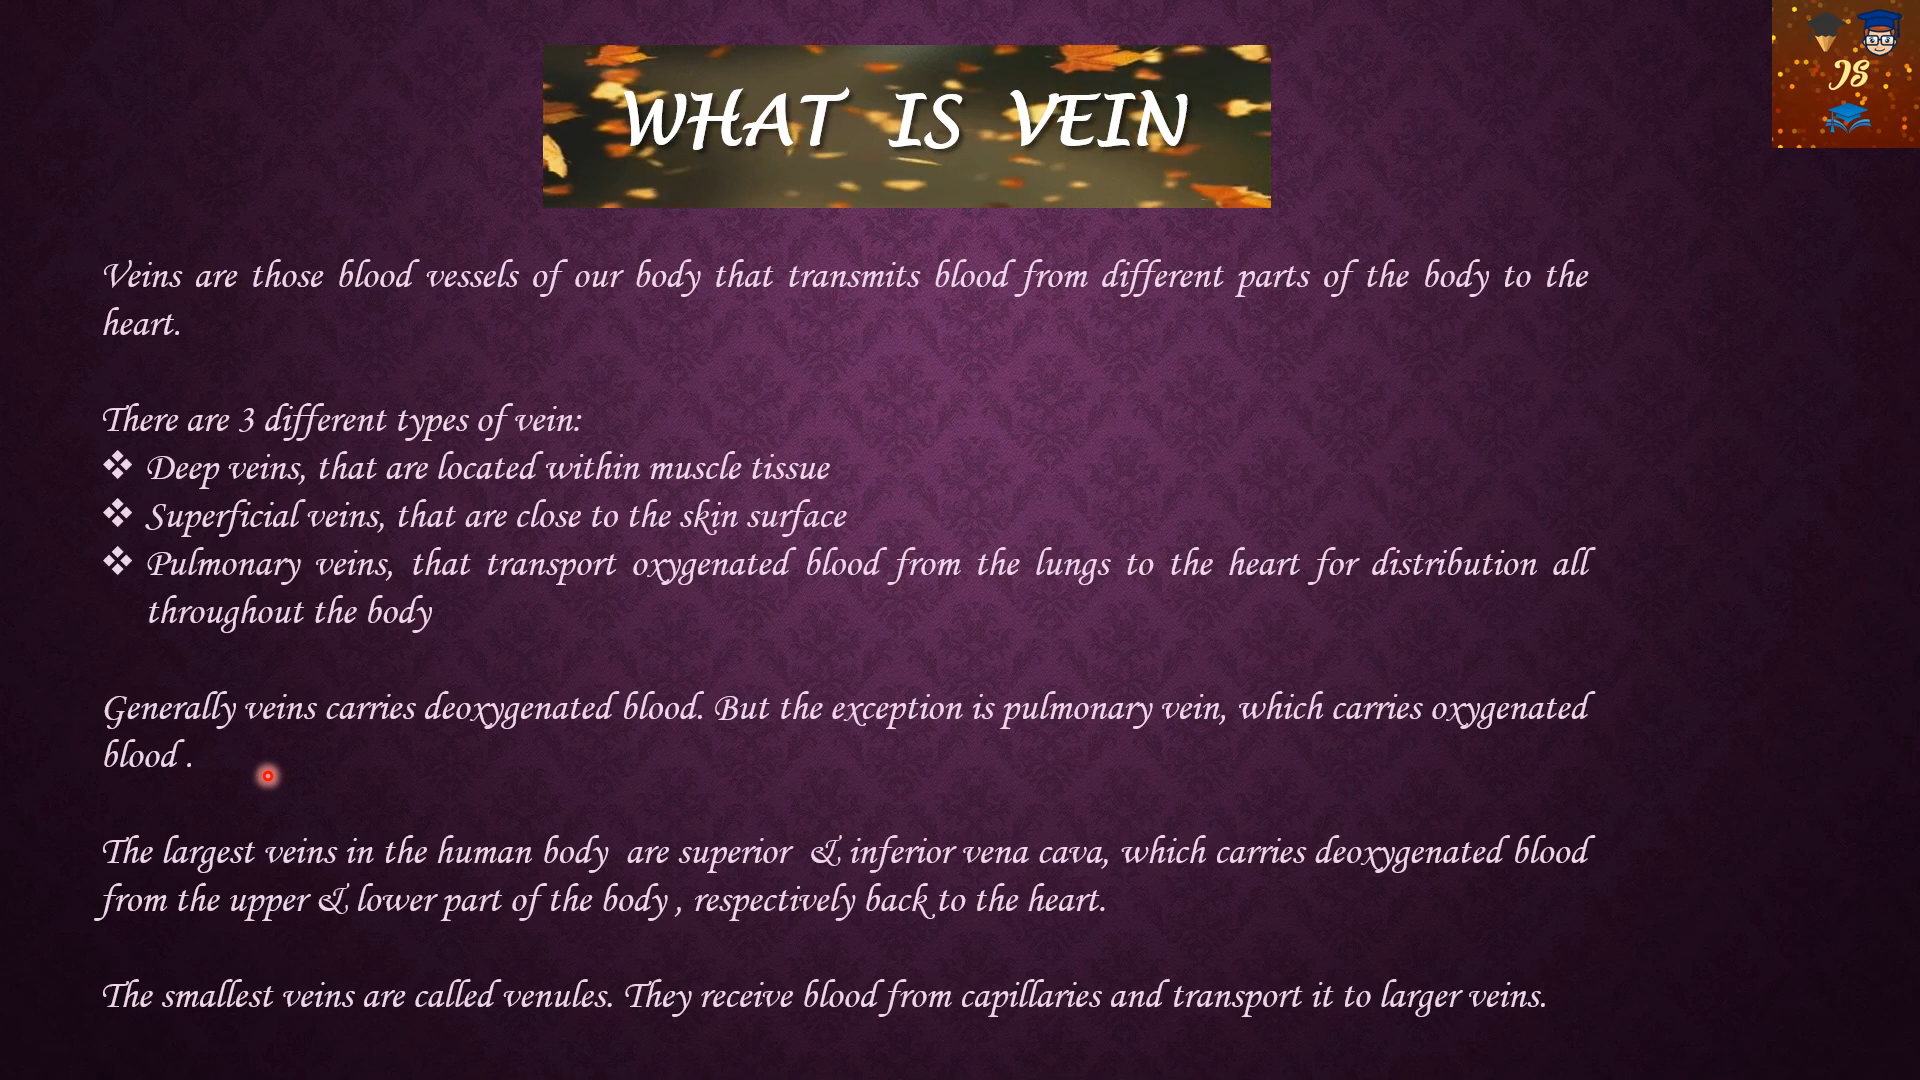 WHAT IS VEIN
JS
Veins are those blood vessels of our body that transmits blood from different parts of the body to the
heart.
There are 3 different types of vein:
❖ Deep veins, that are located within muscle tissue
❖ Superficial veins, that are close to the skin surface
❖ Pulmonary veins, that transport oxygenated blood from the lungs to the heart for distribution all
throughout the body
Generally veins carries deoxygenated blood. But the exception is pulmonary vein, which carries oxygenated
blood .
The largest veins in the human body are superior & inferior vena cava, which carries deoxygenated blood
from the upper & lower part of the body , respectively back to the heart.
The smallest veins are called venules. They receive blood from capillaries and transport it to larger veins.